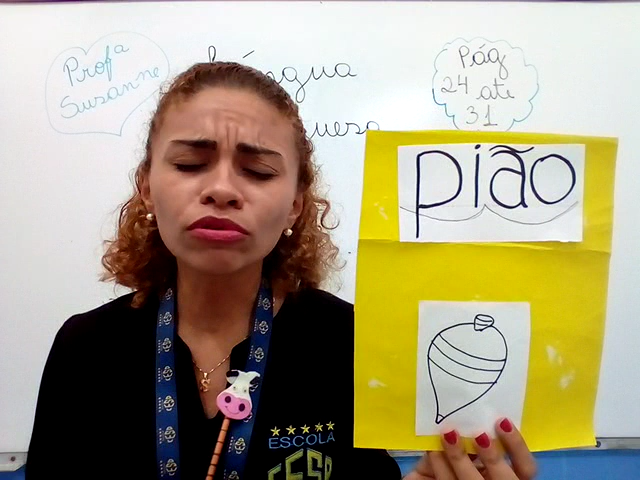 Profª
Susanne
Língua
Pág
24 até
31
pião
ESCOLA